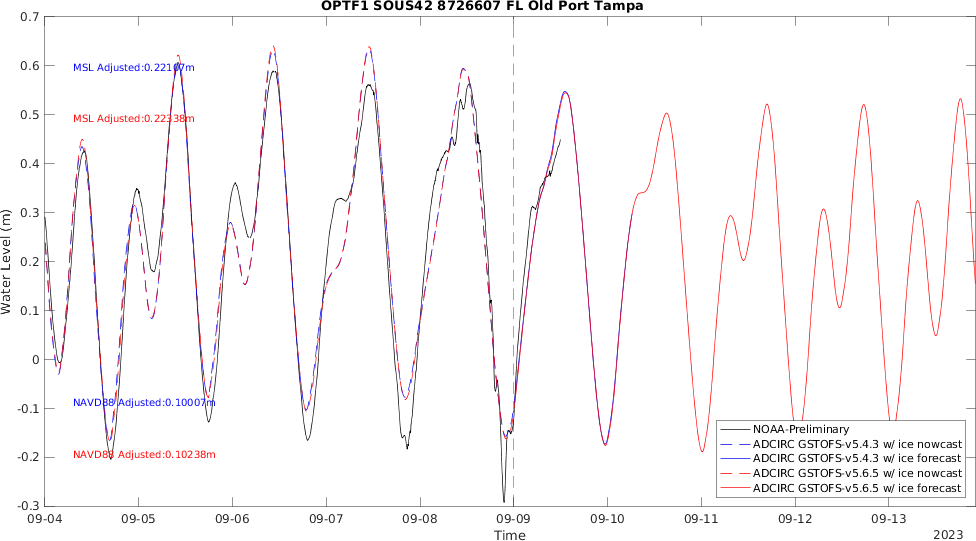 OPTF1 SOUS42 8726607 FL Old Port Tampa
0.7
0.6
0.5
0.4
0.3
0.2
0.1
0
-0.1
-0.2
-0.3
Water Level (m)
MSL Adjusted:0.22107m
MSL Adjusted:0.22338m
NAVD88 Adjusted:0.10007m
NAVD88 Adjusted:0.10238m
NOAA-Preliminary
ADCIRC GSTOFS-v5.4.3 w/ ice nowcast
ADCIRC GSTOFS-v5.4.3 w/ ice forecast
ADCIRC GSTOFS-v5.6.5 w/ ice nowcast
ADCIRC GSTOFS-v5.6.5 w/ ice forecast
09-04 09-05 09-06 09-07 09-08 09-09 09-10 09-11 09-12 09-13
Time
2023